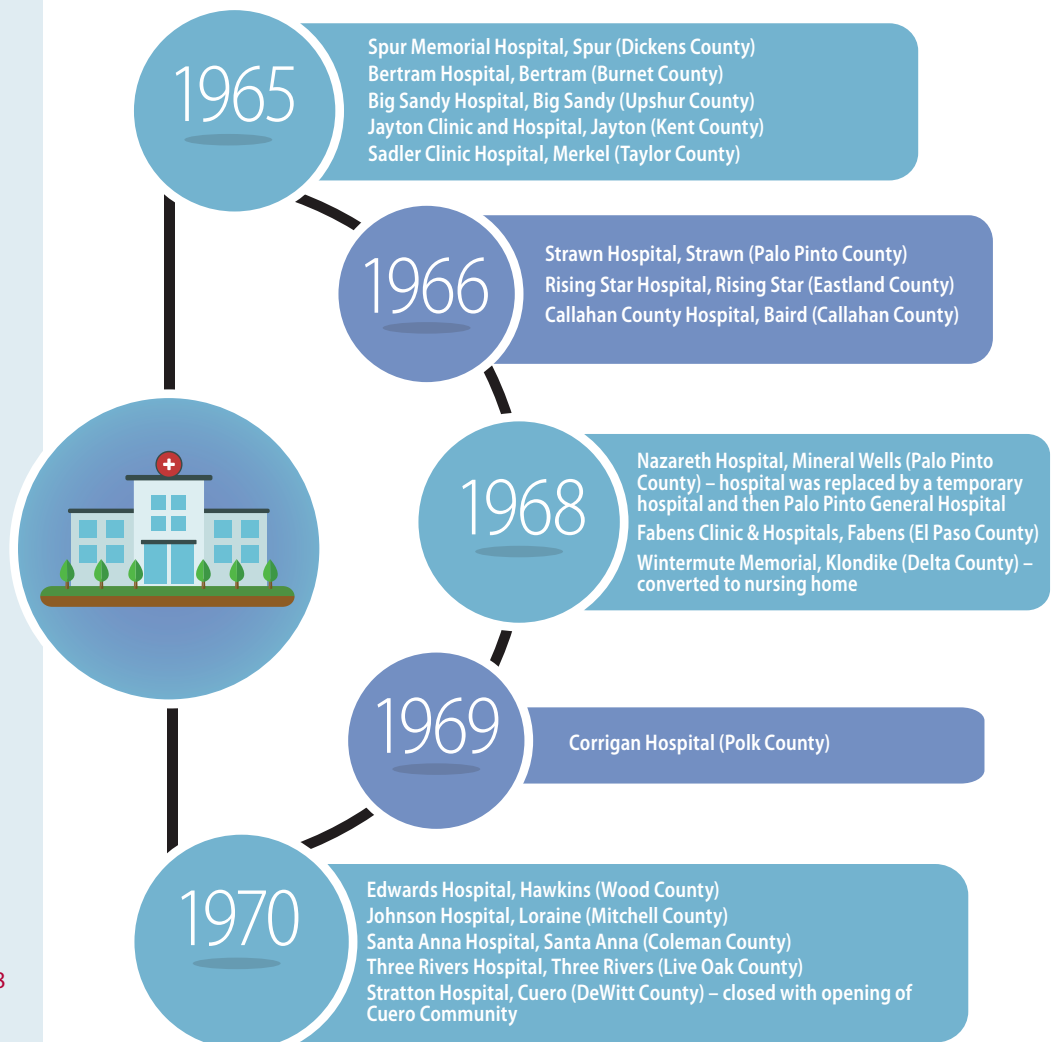 1965
Spur Memorial Hospital, Spur (Dickens County)
Bertram Hospital, Bertram (Burnet County)
Big Sandy Hospital, Big Sandy (Upshur County)
Jayton Clinic and Hospital, Jayton (Kent County)
Sadler Clinic Hospital, Merkel (Taylor County)
1966
Strawn Hospital, Strawn (Palo Pinto County)
Rising Star Hospital, Rising Star (Eastland County)
Callahan County Hospital, Baird (Callahan County)
1968
Nazareth Hospital, Mineral Wells (Palo Pinto
County) – hospital was replaced by a temporary
hospital and then Palo Pinto General Hospital
Fabens Clinic & Hospitals, Fabens (El Paso County)
Wintermute Memorial, Klondike (Delta County) –
converted to nursing home
1969
Corrigan Hospital (Polk County)
1970
Edwards Hospital, Hawkins (Wood County)
Johnson Hospital, Loraine (Mitchell County)
Santa Anna Hospital, Santa Anna (Coleman County)
Three Rivers Hospital, Three Rivers (Live Oak County)
Stratton Hospital, Cuero (DeWitt County) – closed with opening of
Cuero Community